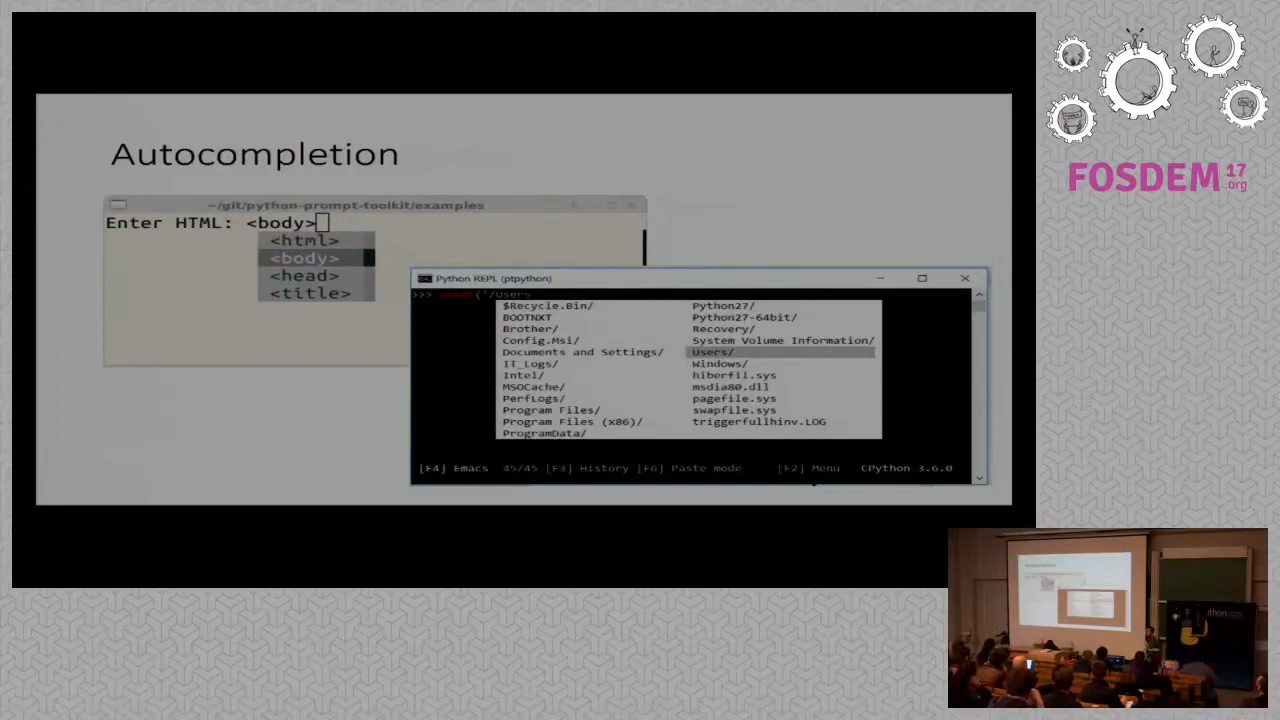 Autocompletion
~/git/python-prompt-toolkit/examples
Enter HTML: <body>
<html>
<body>
<head>
<title>
Python REPL (ptpython)
>>> ('/Users
$Recycle.Bin/ Python27/
BOOTNXT Python27-64bit/
Brother/ Recovery/
Config.Msi/ System Volume Information/
Documents and Settings/ Users/
IT_Logs/ Windows/
Intel/ hiberfil.sys
MSOCache/ msdia80.dll
PerfLogs/ pagefile.sys
Program Files/ swapfile.sys
Program Files (x86)/ triggerfullhinv.LOG
ProgramData/
[F4] Emacs 45/45 [F3] History [F6] Paste mode [F2] Menu - CPython 3.6.0
FOSDEM 17
.org